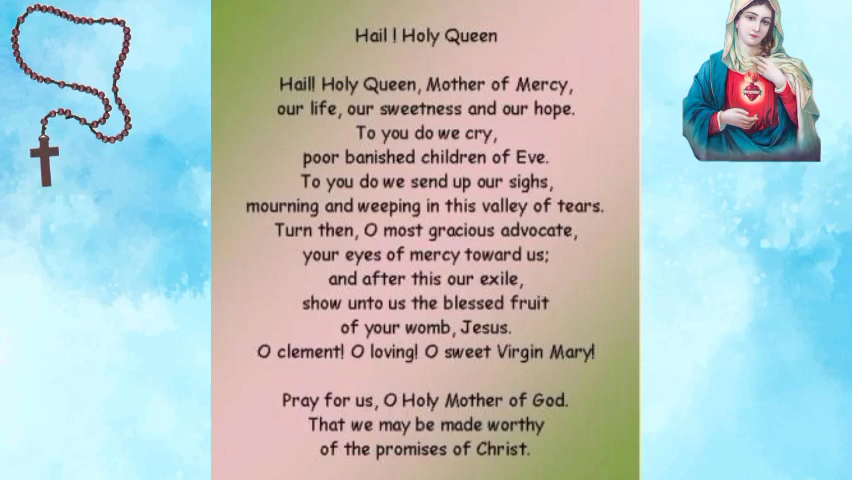 Hail ! Holy Queen
Hail! Holy Queen, Mother of Mercy,
our life, our sweetness and our hope.
To you do we cry,
poor banished children of Eve.
To you do we send up our sighs,
mourning and weeping in this valley of tears.
Turn then, O most gracious advocate,
your eyes of mercy toward us;
and after this our exile,
show unto us the blessed fruit
of your womb, Jesus.
O clement! O loving! O sweet Virgin Mary!
Pray for us, O Holy Mother of God.
That we may be made worthy
of the promises of Christ.